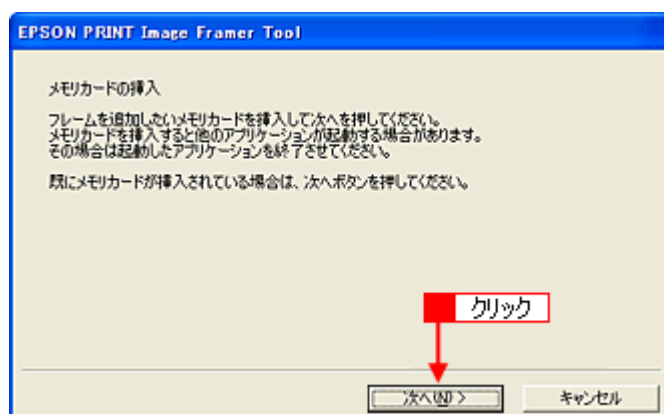 EPSON PRINT Image Framer Tool
メモリカードの挿入
フレームを追加したいメモリカードを挿入して次へを押してください。
メモリカードを挿入すると他のアプリケーションが起動する場合があります。
その場合は起動したアプリケーションを終了させてください。
既にメモリカードが挿入されている場合は、次へボタンを押してください。
クリック
次へ(N) >
キャンセル